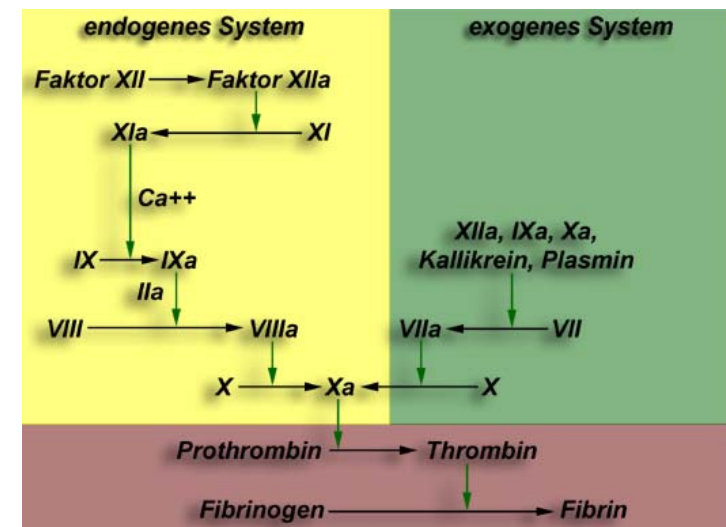 endogenes System
exogenes System
Faktor XII
Faktor XIIa
XIa
XI
Ca++
XIIa, IXa, Xa,
Kallikrein, Plasmin
IX
IXa
IIa
VIII
VIIIa
VIIa
VII
X
Xa
X
Prothrombin
Thrombin
Fibrinogen
Fibrin